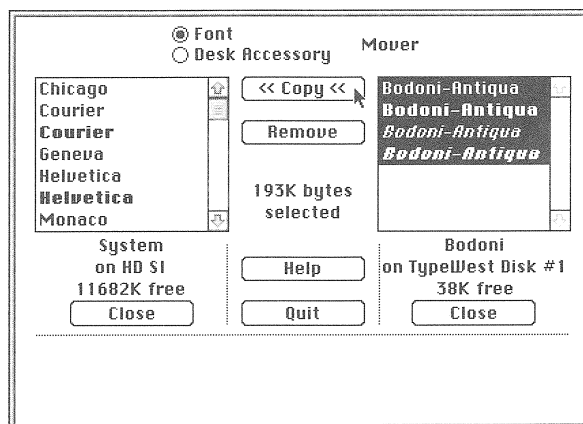 Font
Desk Accessory
Mover
Chicago
Courier
Courier
Geneva
Helvetica
Helvetica
Monaco
<< Copy <<
Remove
193K bytes
selected
Bodoni-Antiqua
Bodoni-Antiqua
Bodoni-Antiqua
Bodoni-Antiqua
System
on HD SI
11682K free
Close
Help
Quit
Bodoni
on TypeWest Disk #1
38K free
Close